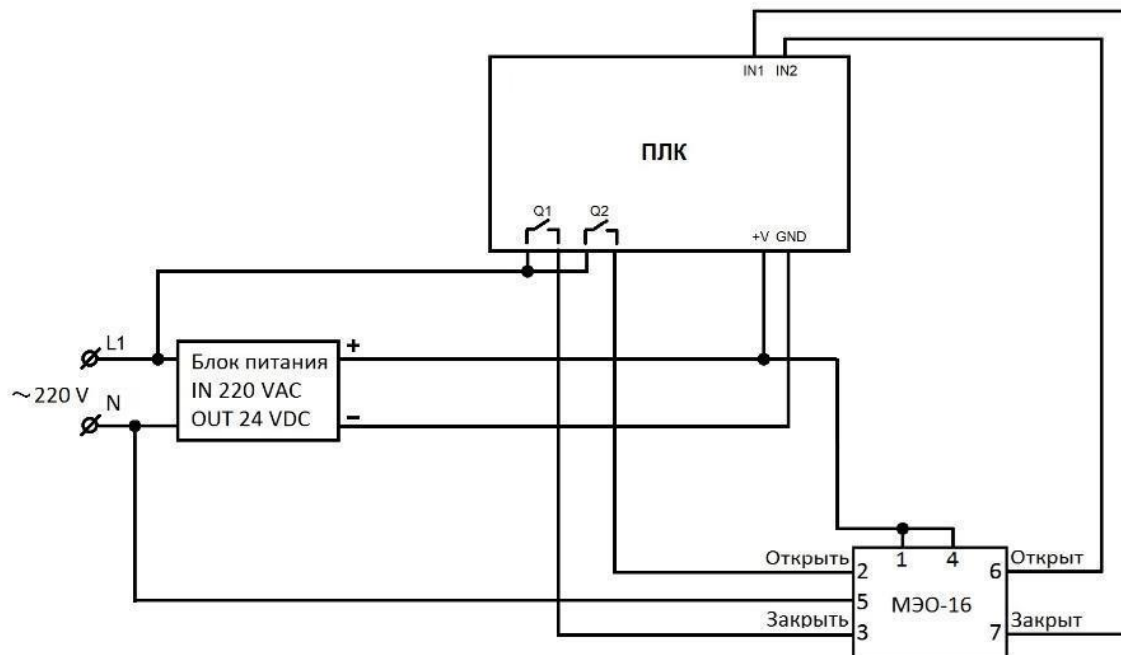 IN1 IN2
ПЛК
Q1 Q2
+V GND
L1
~ 220 V
N
Блок питания
IN 220 VAC
OUT 24 VDC
+
−
Открыть 2 1 4 6 Открыт
5 МЭО-16
Закрыть 3 7 Закрыт